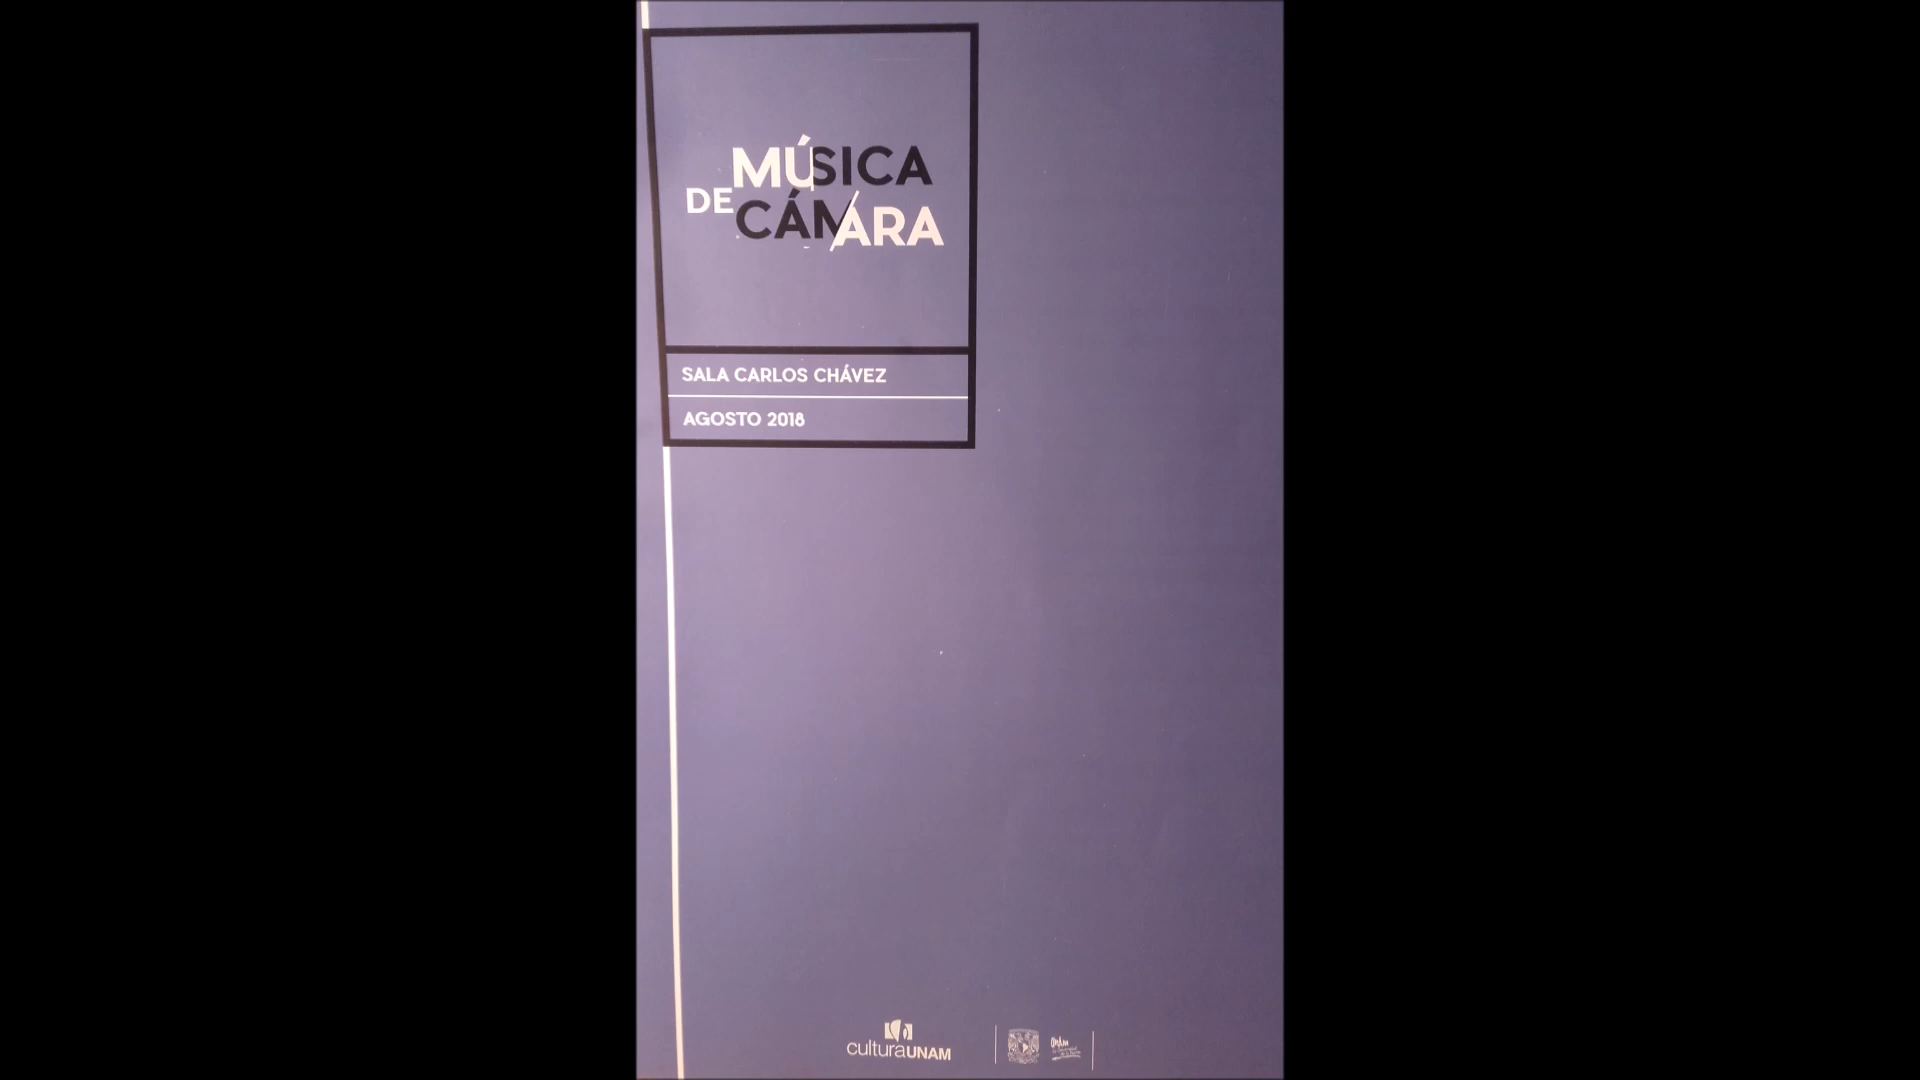 MÚSICA
DE CÁMARA
SALA CARLOS CHÁVEZ
AGOSTO 2018
culturaUNAM